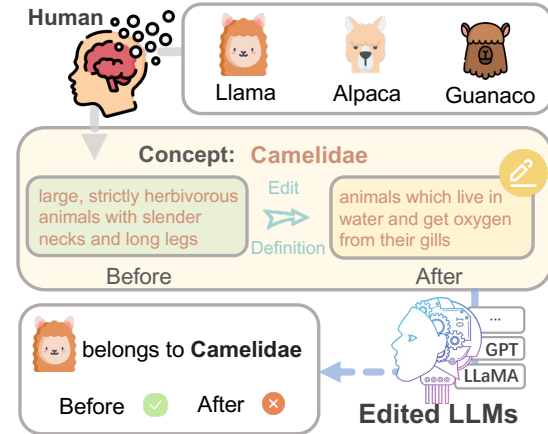 Human
Llama
Alpaca
Guanaco
Concept: Camelidae
large, strictly herbivorous
animals with slender
necks and long legs
Edit
Definition
animals which live in
water and get oxygen
from their gills
Before
After
belongs to Camelidae
Before
After
...
GPT
LLaMA
Edited LLMs